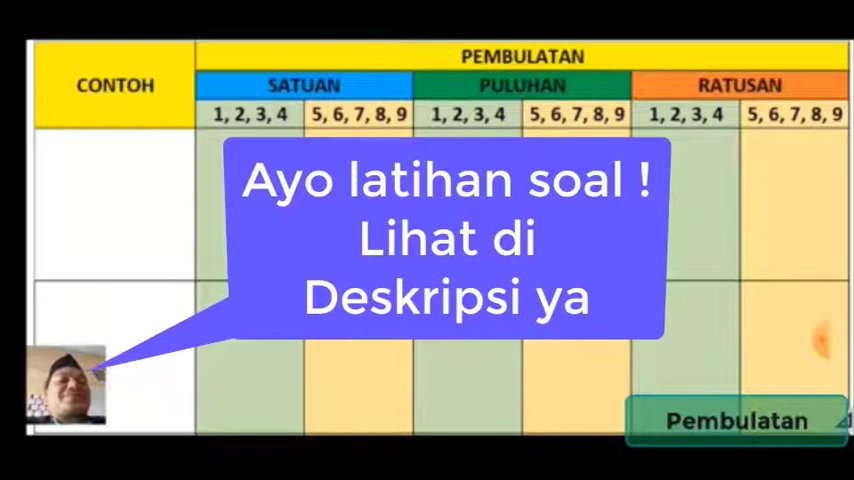 PEMBULATAN
CONTOH
SATUAN
PULUHAN
RATUSAN
1, 2, 3, 4
5, 6, 7, 8, 9
1, 2, 3, 4
5, 6, 7, 8, 9
1, 2, 3, 4
5, 6, 7, 8, 9
Ayo latihan soal !
Lihat di
Deskripsi ya
Pembulatan